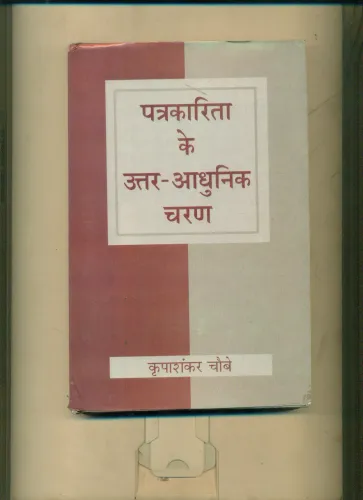 पत्रकारिता
के
उत्तर-आधुनिक
चरण
कृपाशंकर चौबे